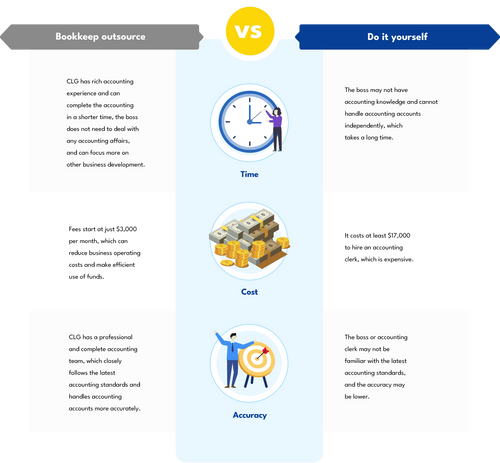 Bookkeep outsource
VS
Do it yourself
CLG has rich accounting
experience and can
complete the accounting
in a shorter time, the boss
does not need to deal with
any accounting affairs,
and can focus more on
other business development.
Time
The boss may not have
accounting knowledge and cannot
handle accounting accounts
independently, which
takes a long time.
Fees start at just $3,000
per month, which can
reduce business operating
costs and make efficient
use of funds.
Cost
It costs at least $17,000
to hire an accounting
clerk, which is expensive.
CLG has a professional
and complete accounting
team, which closely
follows the latest
accounting standards and
handles accounting
accounts more accurately.
Accuracy
The boss or accounting
clerk may not be
familiar with the latest
accounting standards,
and the accuracy may
be lower.